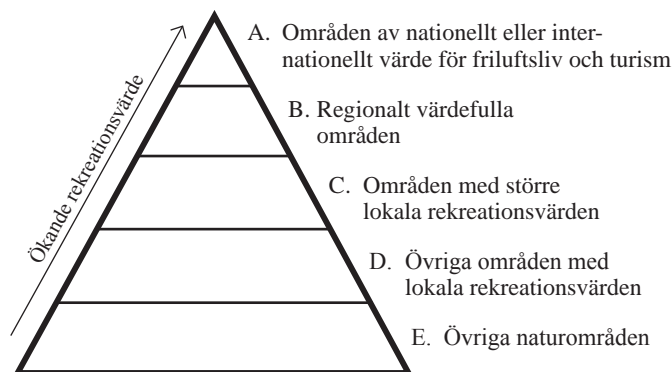 A. Områden av nationellt eller inter-
nationellt värde för friluftsliv och turism
B. Regionalt värdefulla
områden
C. Områden med större
lokala rekreationsvärden
D. Övriga områden med
lokala rekreationsvärden
E. Övriga naturområden
Ökande rekreationsvärde